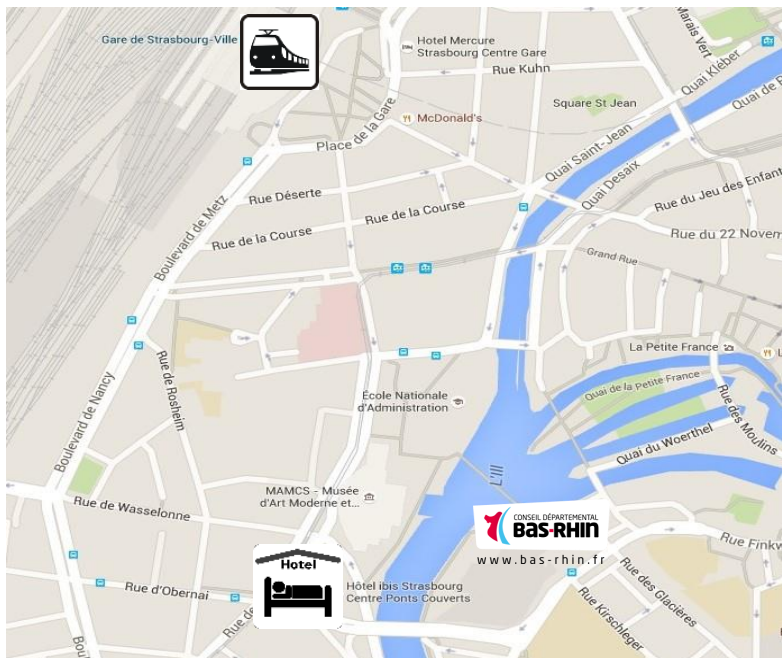 Gare de Strasbourg-Ville
Hotel Mercure
Strasbourg Centre Gare
Marais Vert
Rue Kuhn
Quai Kléber
Square St Jean
McDonald's
Place de la Gare
Quai Saint-Jean
Quai Desaix
Rue Déserte
Rue de la Course
Rue du Jeu des Enfant
Rue de la Course
Rue du 22 Novem
Boulevard de Metz
Grand Rue
La Petite France
Rue de Rosheim
École Nationale
d'Administration
Quai de la Petite France
Rue des Moulins
Boulevard de Nancy
Quai du Woerthel
L'Ill
MAMCS - Musée
d'Art Moderne et...
Rue de Wasselonne
CONSEIL DÉPARTEMENTAL
BAS-RHIN
www.bas-rhin.fr
Rue Finkw
Hotel
Rue d'Obernai
Hôtel ibis Strasbourg
Centre Ponts Couverts
Rue des Glacières
Rue Kirschleger
Rue de
Boul